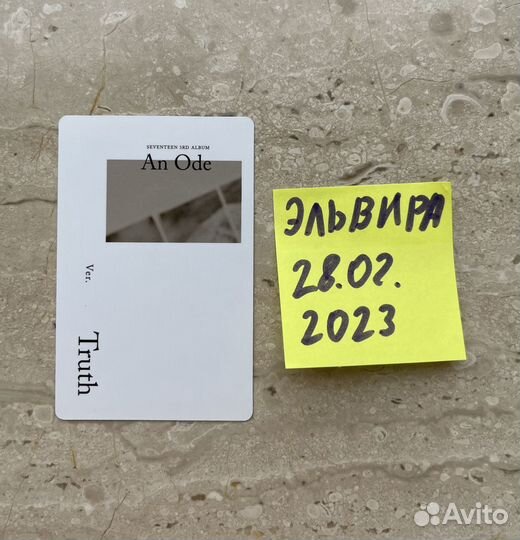 SEVENTEEN 3RD ALBUM
An Ode
Ver.
Truth
ЭЛЬВИРА
28.02.
2023
Avito